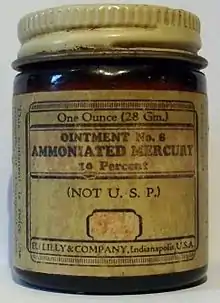 One Ounce (28 Gm.)
OINTMENT No. 6
AMMONIATED MERCURY
10 Percent
(NOT U. S. P.)
ELI LILLY & COMPANY, Indianapolis, U.S.A.